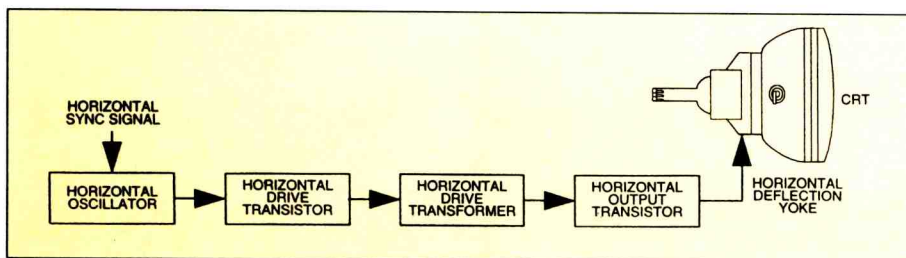 HORIZONTAL
SYNC SIGNAL
HORIZONTAL
OSCILLATOR
HORIZONTAL
DRIVE
TRANSISTOR
HORIZONTAL
DRIVE
TRANSFORMER
HORIZONTAL
OUTPUT
TRANSISTOR
HORIZONTAL
DEFLECTION
YOKE
CRT